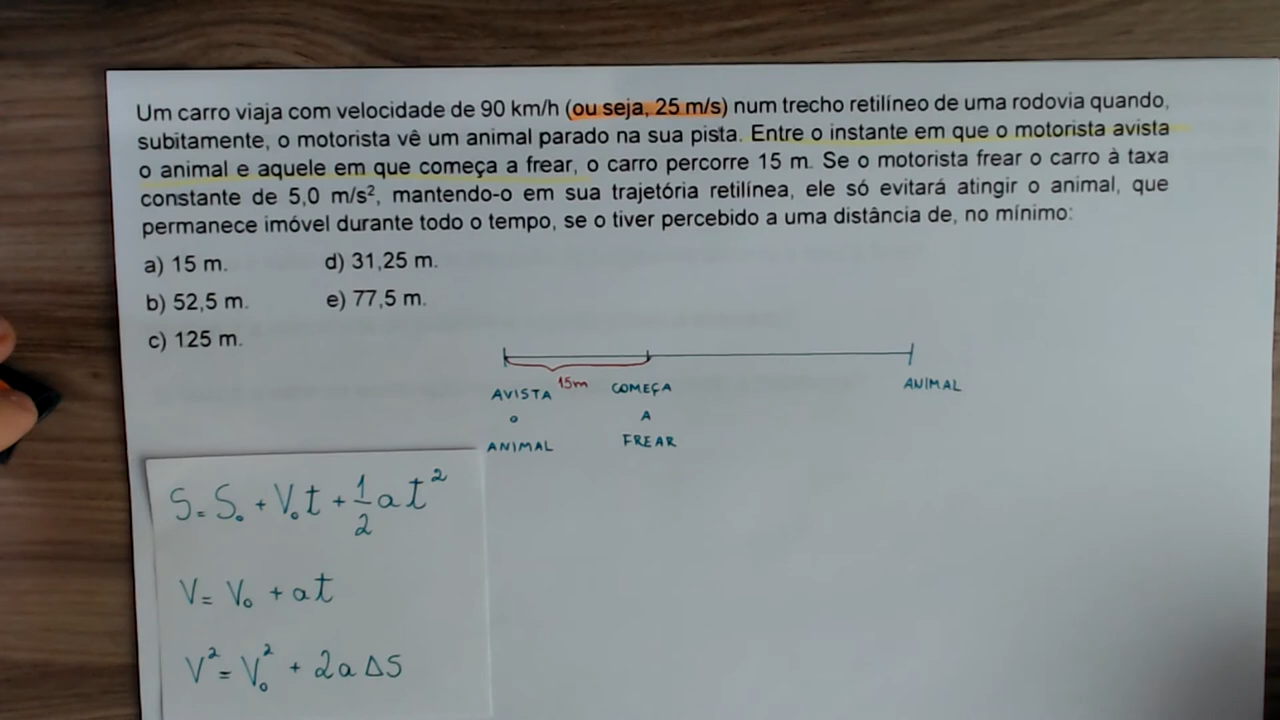 Um carro viaja com velocidade de 90 km/h (ou seja, 25 m/s) num trecho retilíneo de uma rodovia quando,
subitamente, o motorista vê um animal parado na sua pista. Entre o instante em que o motorista avista
o animal e aquele em que começa a frear, o carro percorre 15 m. Se o motorista frear o carro à taxa
constante de 5,0 m/s², mantendo-o em sua trajetória retilínea, ele só evitará atingir o animal, que
permanece imóvel durante todo o tempo, se o tiver percebido a uma distância de, no mínimo:
a) 15 m. d) 31,25 m.
b) 52,5 m. e) 77,5 m.
c) 125 m.
15m
AVISTA
O
ANIMAL
COMEÇA
A
FREAR
ANIMAL
S = S₀ + V₀t + 1/2 at²
V = V₀ + at
V² = V₀² + 2aΔS